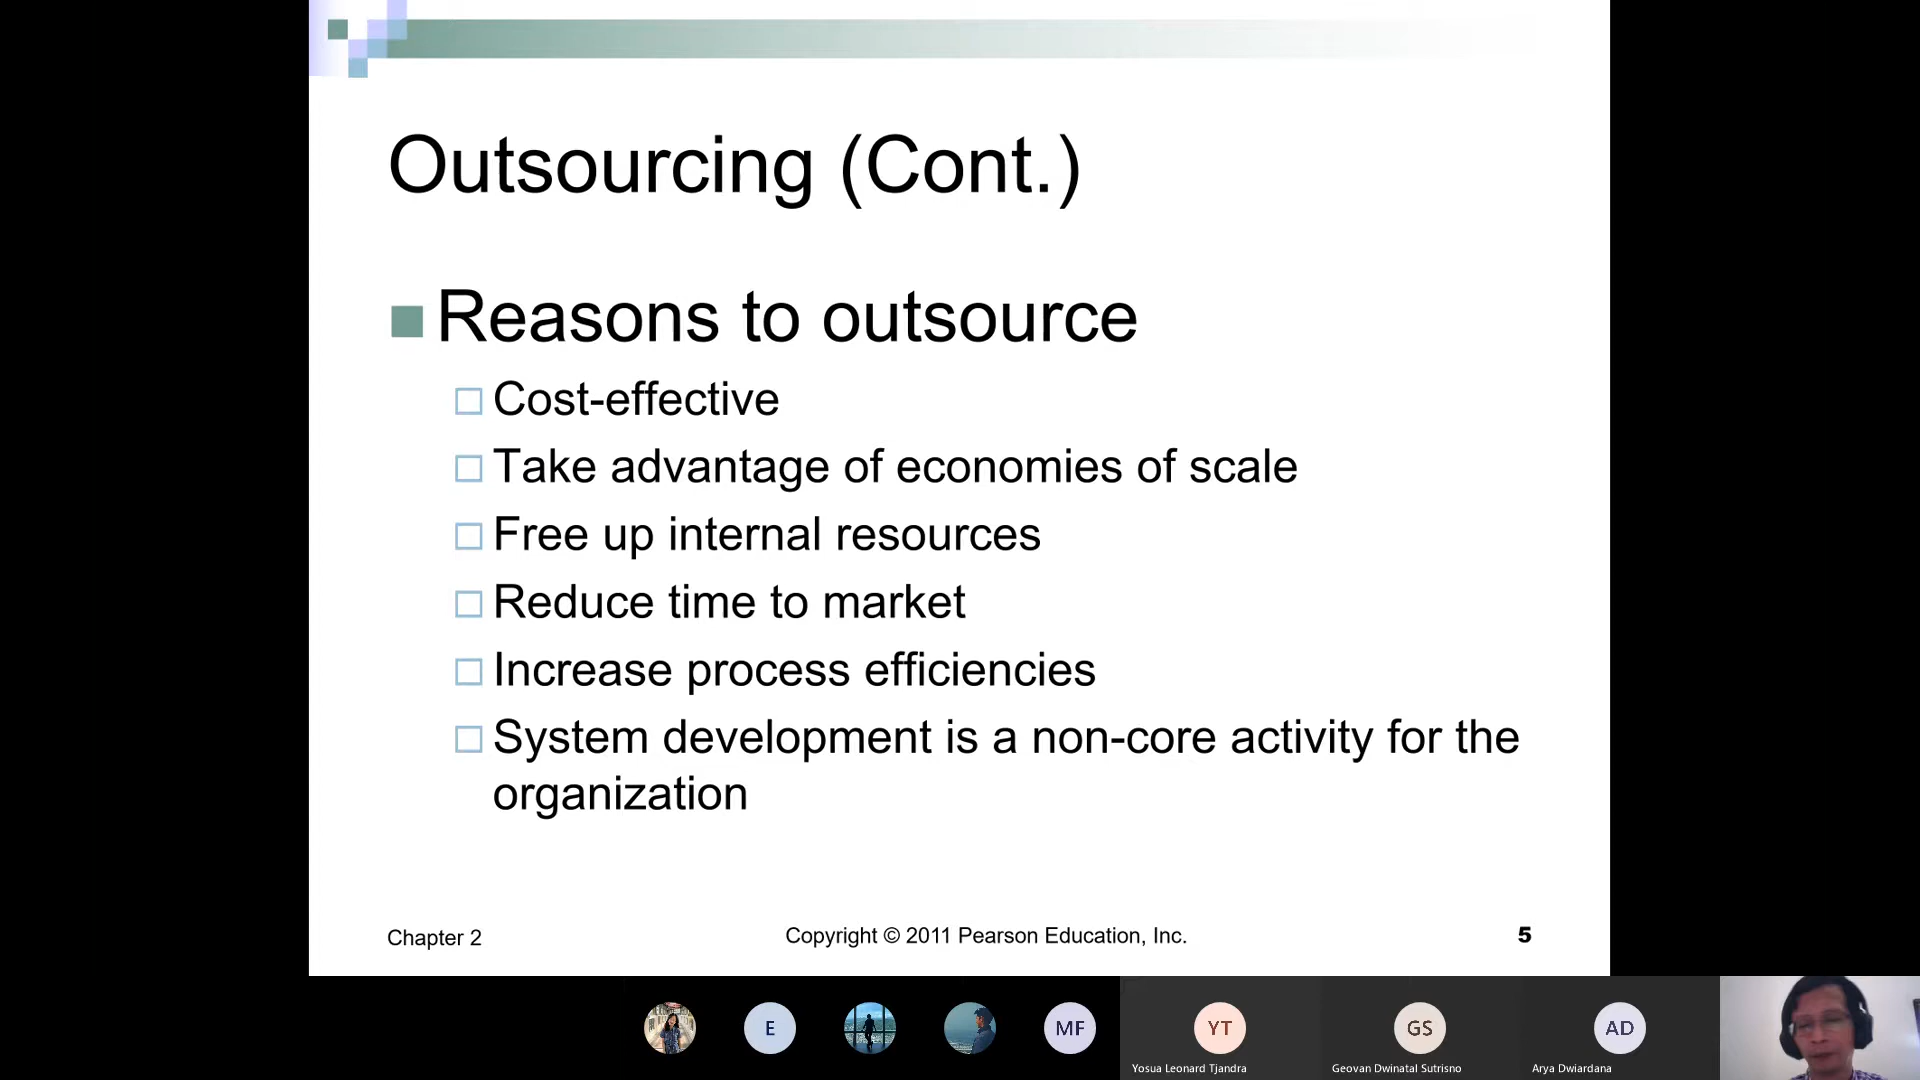 Outsourcing (Cont.)
Reasons to outsource
Cost-effective
Take advantage of economies of scale
Free up internal resources
Reduce time to market
Increase process efficiencies
System development is a non-core activity for the
organization
Chapter 2
Copyright © 2011 Pearson Education, Inc.
5
E
MF
YT
GS
AD
Yosua Leonard Tjandra
Geovan Dwinatal Sutrisno
Arya Dwiardana